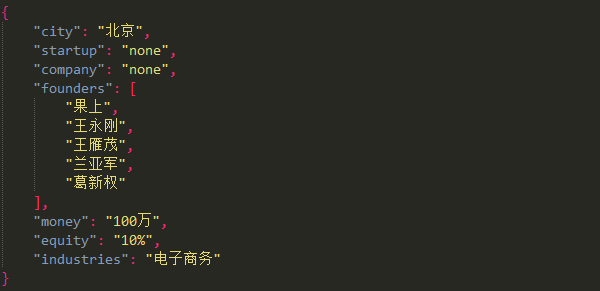 {
"city": "北京",
"startup": "none",
"company": "none",
"founders": [
"果上",
"王永刚",
"王雁茂",
"兰亚军",
"葛新权"
],
"money": "100万",
"equity": "10%",
"industries": "电子商务"
}